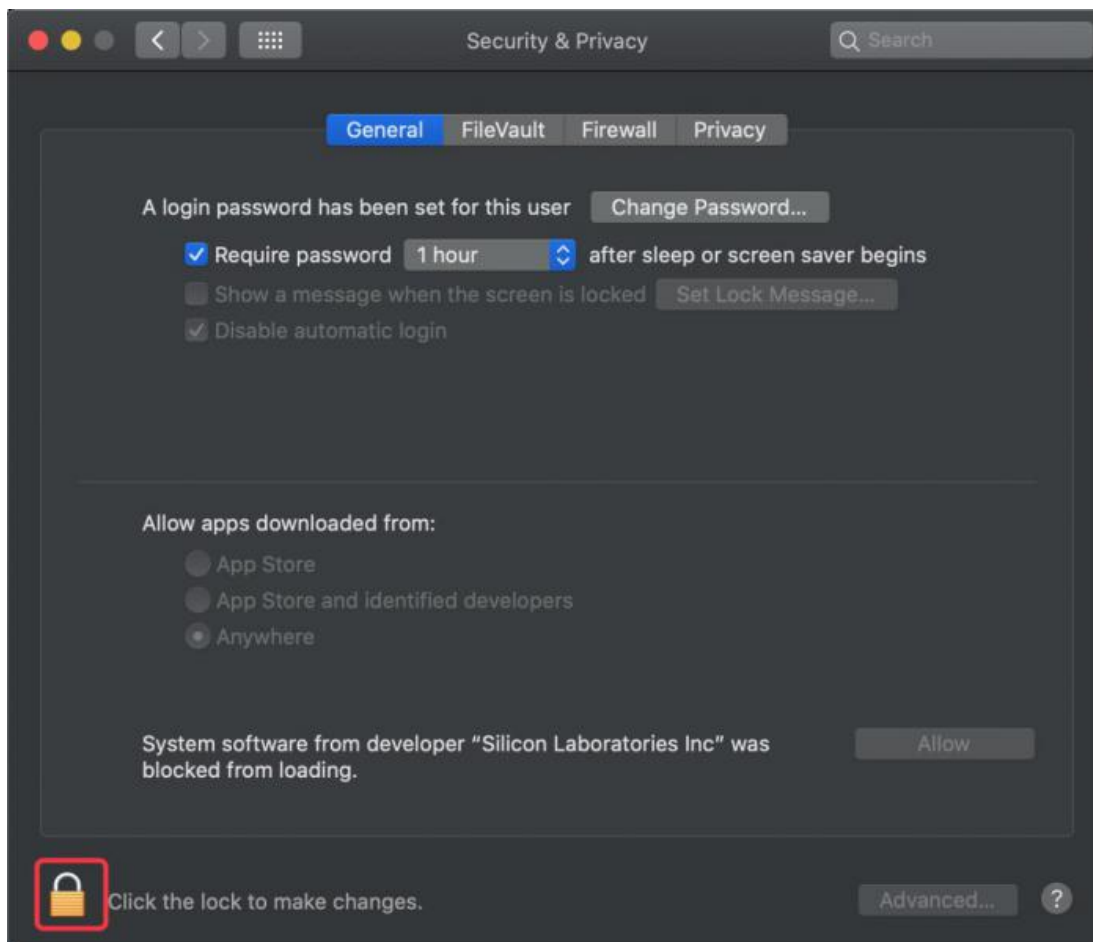 Security & Privacy
Search
General FileVault Firewall Privacy
A login password has been set for this user Change Password...
Require password 1 hour after sleep or screen saver begins
Show a message when the screen is locked Set Lock Message...
Disable automatic login
Allow apps downloaded from:
App Store
App Store and identified developers
Anywhere
System software from developer “Silicon Laboratories Inc” was Allow
blocked from loading.
Click the lock to make changes. Advanced... ?